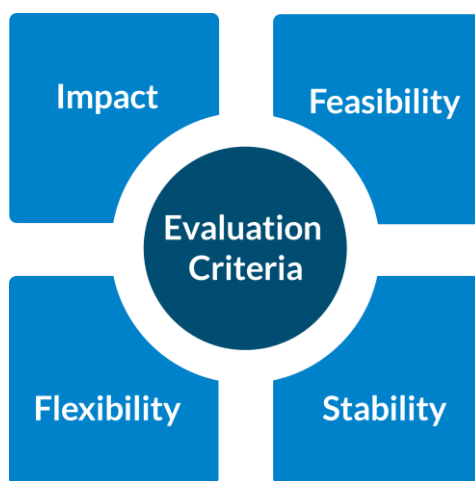 Impact
Feasibility
Evaluation
Criteria
Flexibility
Stability